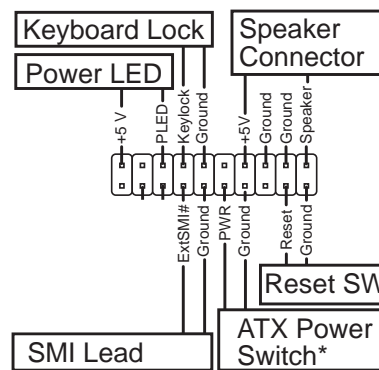 Keyboard Lock
Speaker
Connector
Power LED
+5 V
PLED
Keylock
Ground
+5V
Ground
Ground
Speaker
ExtSMI#
Ground
PWR
Ground
Reset
Ground
Reset SW
SMI Lead
ATX Power
Switch*